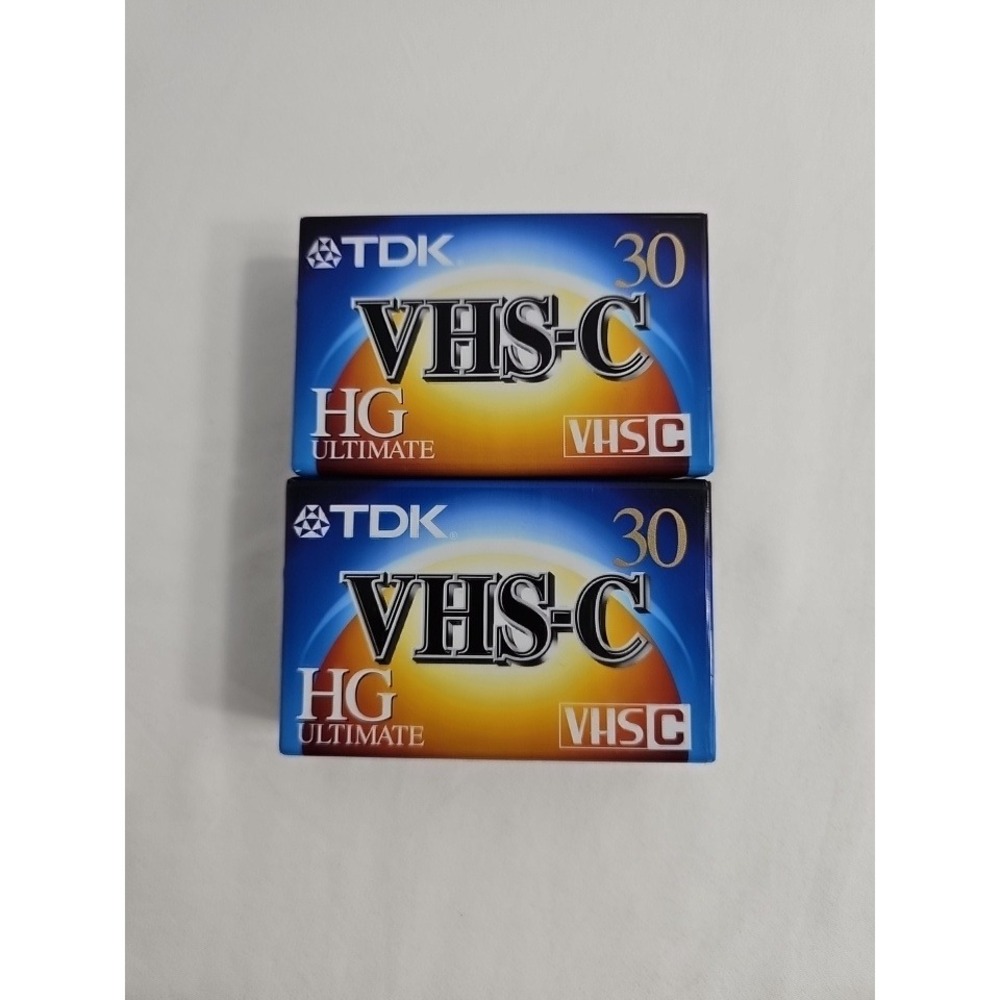 TDK 30
VHS-C
HG
ULTIMATE
VHS C
TDK 30
VHS-C
HG
ULTIMATE
VHS C